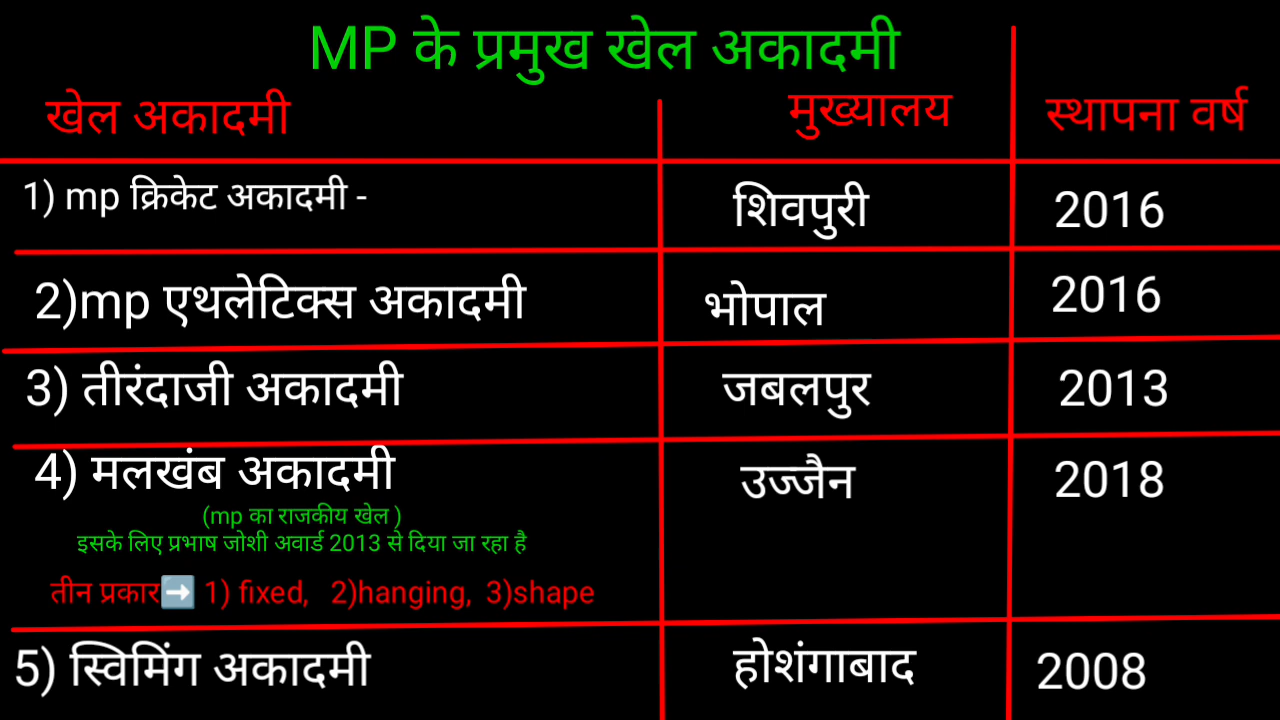 MP के प्रमुख खेल अकादमी
खेल अकादमी मुख्यालय स्थापना वर्ष
1) mp क्रिकेट अकादमी - शिवपुरी 2016
2)mp एथलेटिक्स अकादमी भोपाल 2016
3) तीरंदाजी अकादमी जबलपुर 2013
4) मलखंब अकादमी उज्जैन 2018
(mp का राजकीय खेल )
इसके लिए प्रभाष जोशी अवार्ड 2013 से दिया जा रहा है
तीन प्रकार➡️ 1) fixed, 2)hanging, 3)shape
5) स्विमिंग अकादमी होशंगाबाद 2008